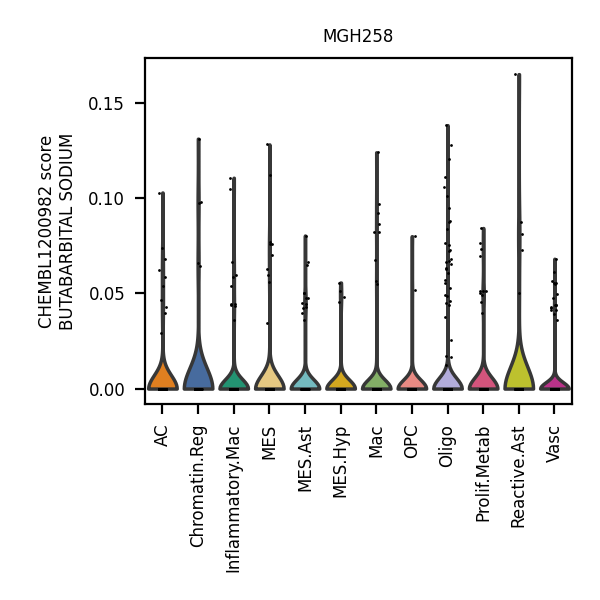 MGH258
CHEMBL1200982 score
BUTABARBITAL SODIUM
0.15
0.10
0.05
0.00
AC
Chromatin.Reg
Inflammatory.Mac
MES
MES.Ast
MES.Hyp
Mac
OPC
Oligo
Prolif.Metab
Reactive.Ast
Vasc